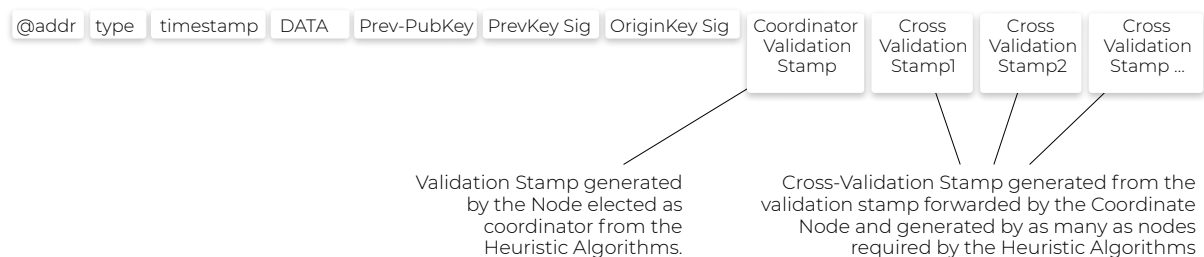 @addr type timestamp DATA Prev-PubKey PrevKey Sig OriginKey Sig
Coordinator
Validation
Stamp
Cross
Validation
Stamp1
Cross
Validation
Stamp2
Cross
Validation
Stamp ...
Validation Stamp generated
by the Node elected as
coordinator from the
Heuristic Algorithms.
Cross-Validation Stamp generated from the
validation stamp forwarded by the Coordinate
Node and generated by as many as nodes
required by the Heuristic Algorithms